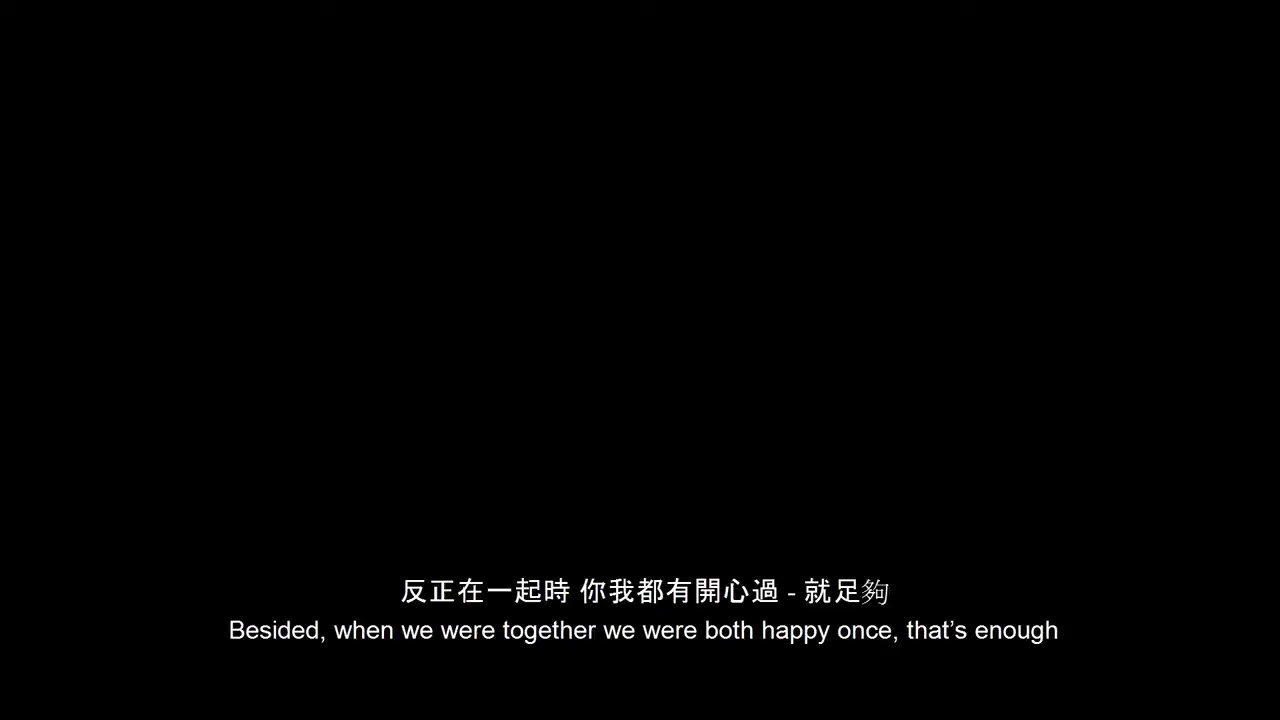 反正在一起時 你我都有開心過 - 就足夠
Besided, when we were together we were both happy once, that’s enough